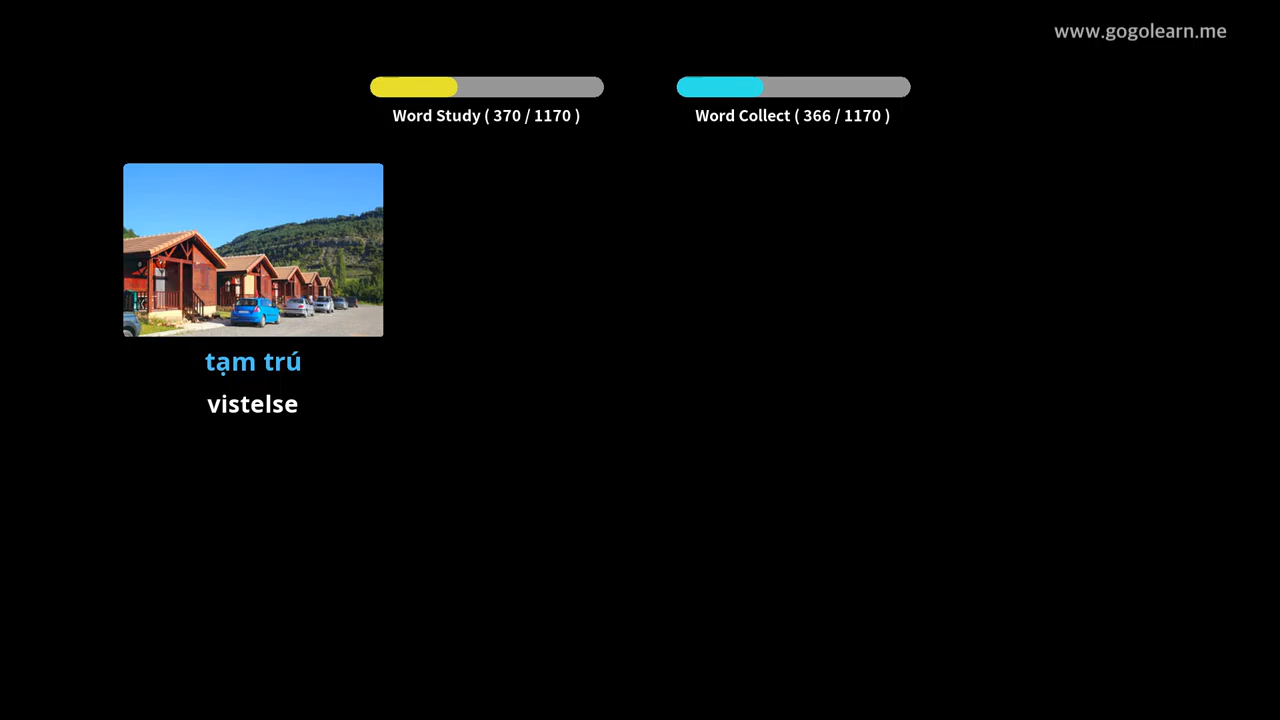 www.gogolearn.me
Word Study ( 370 / 1170 )
Word Collect ( 366 / 1170 )
tạm trú
vistelse